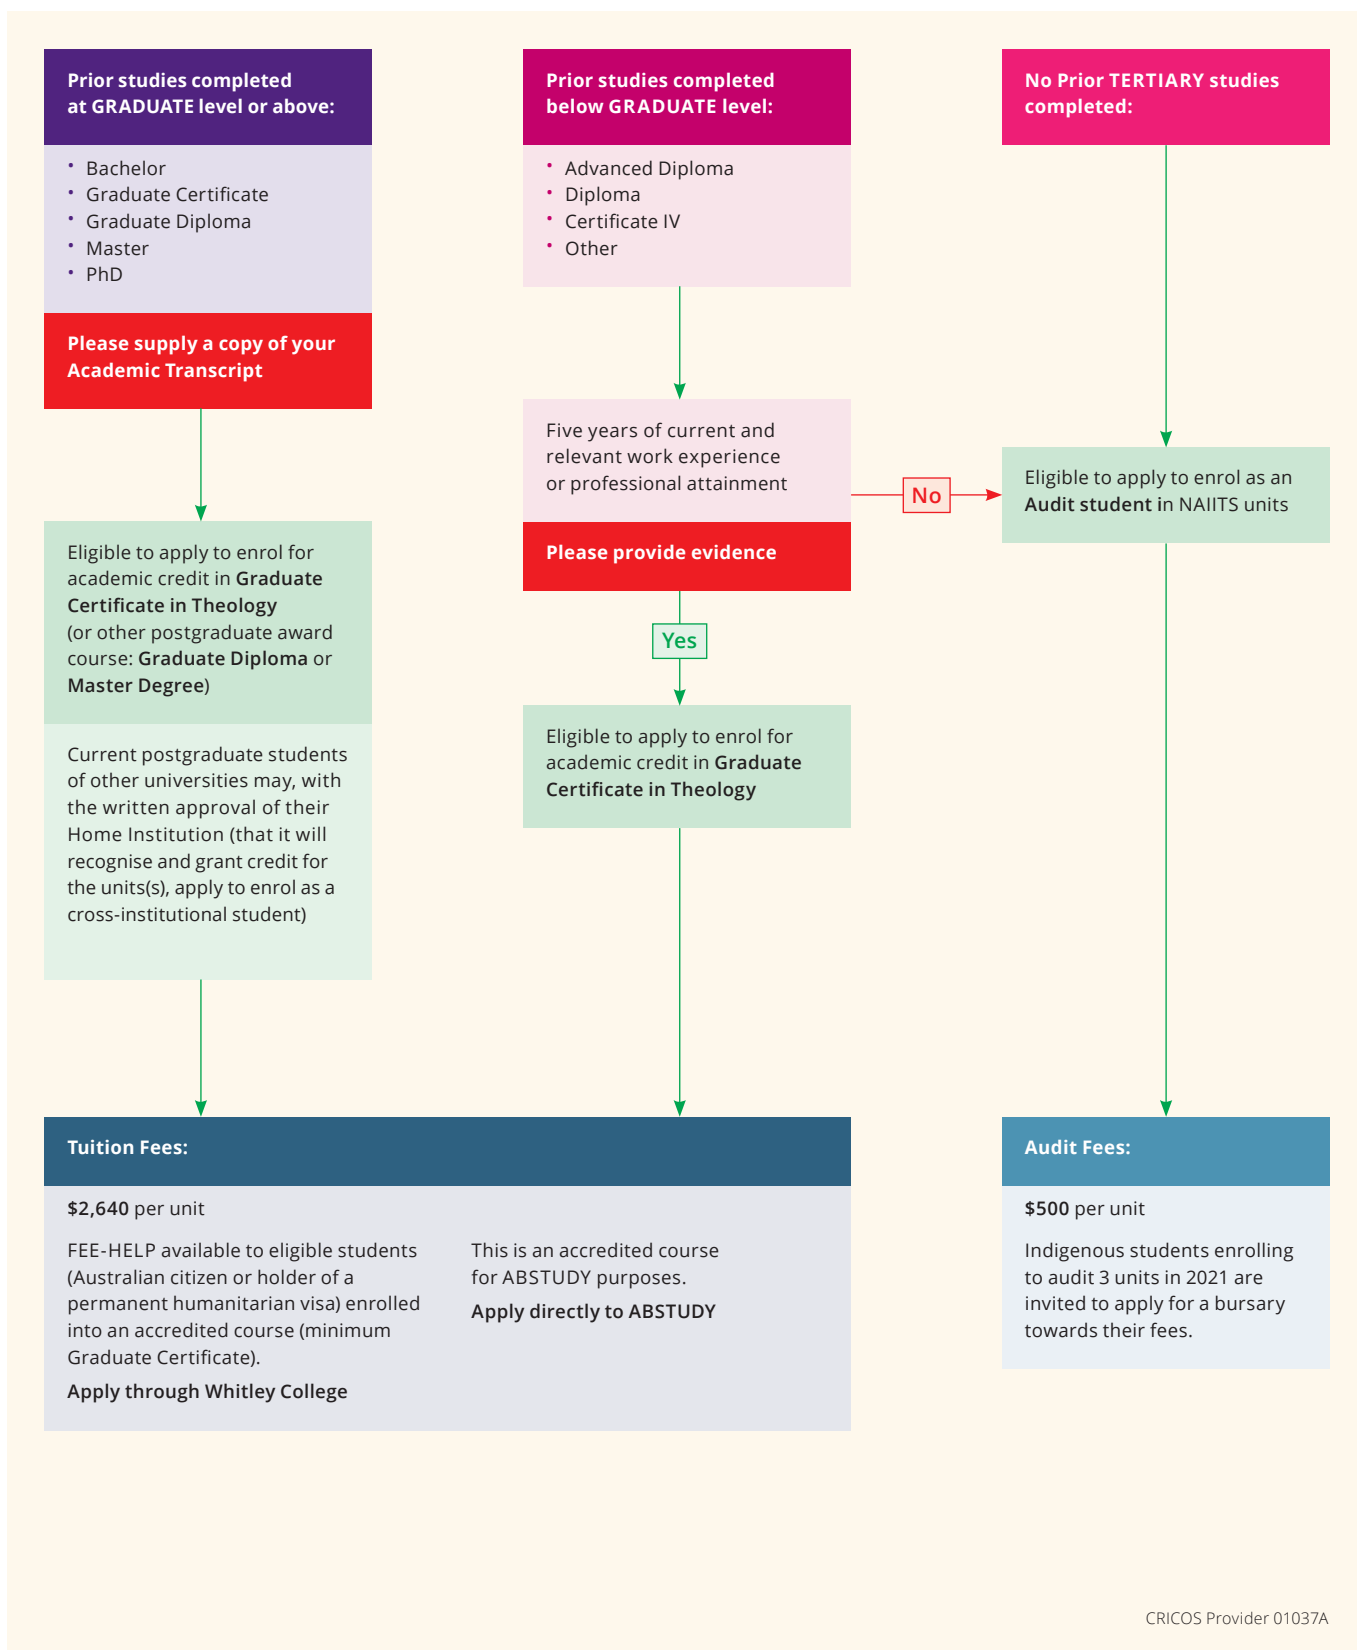 Prior studies completed
at GRADUATE level or above:
• Bachelor
• Graduate Certificate
• Graduate Diploma
• Master
• PhD
Please supply a copy of your
Academic Transcript
Eligible to apply to enrol for
academic credit in Graduate
Certificate in Theology
(or other postgraduate award
course: Graduate Diploma or
Master Degree)
Current postgraduate students
of other universities may, with
the written approval of their
Home Institution (that it will
recognise and grant credit for
the units(s), apply to enrol as a
cross-institutional student)
Prior studies completed
below GRADUATE level:
• Advanced Diploma
• Diploma
• Certificate IV
• Other
Five years of current and
relevant work experience
or professional attainment
Please provide evidence
No
Yes
Eligible to apply to enrol for
academic credit in Graduate
Certificate in Theology
No Prior TERTIARY studies
completed:
Eligible to apply to enrol as an
Audit student in NAIITS units
Tuition Fees:
$2,640 per unit
FEE-HELP available to eligible students
(Australian citizen or holder of a
permanent humanitarian visa) enrolled
into an accredited course (minimum
Graduate Certificate).
Apply through Whitley College
This is an accredited course
for ABSTUDY purposes.
Apply directly to ABSTUDY
Audit Fees:
$500 per unit
Indigenous students enrolling
to audit 3 units in 2021 are
invited to apply for a bursary
towards their fees.
CRICOS Provider 01037A